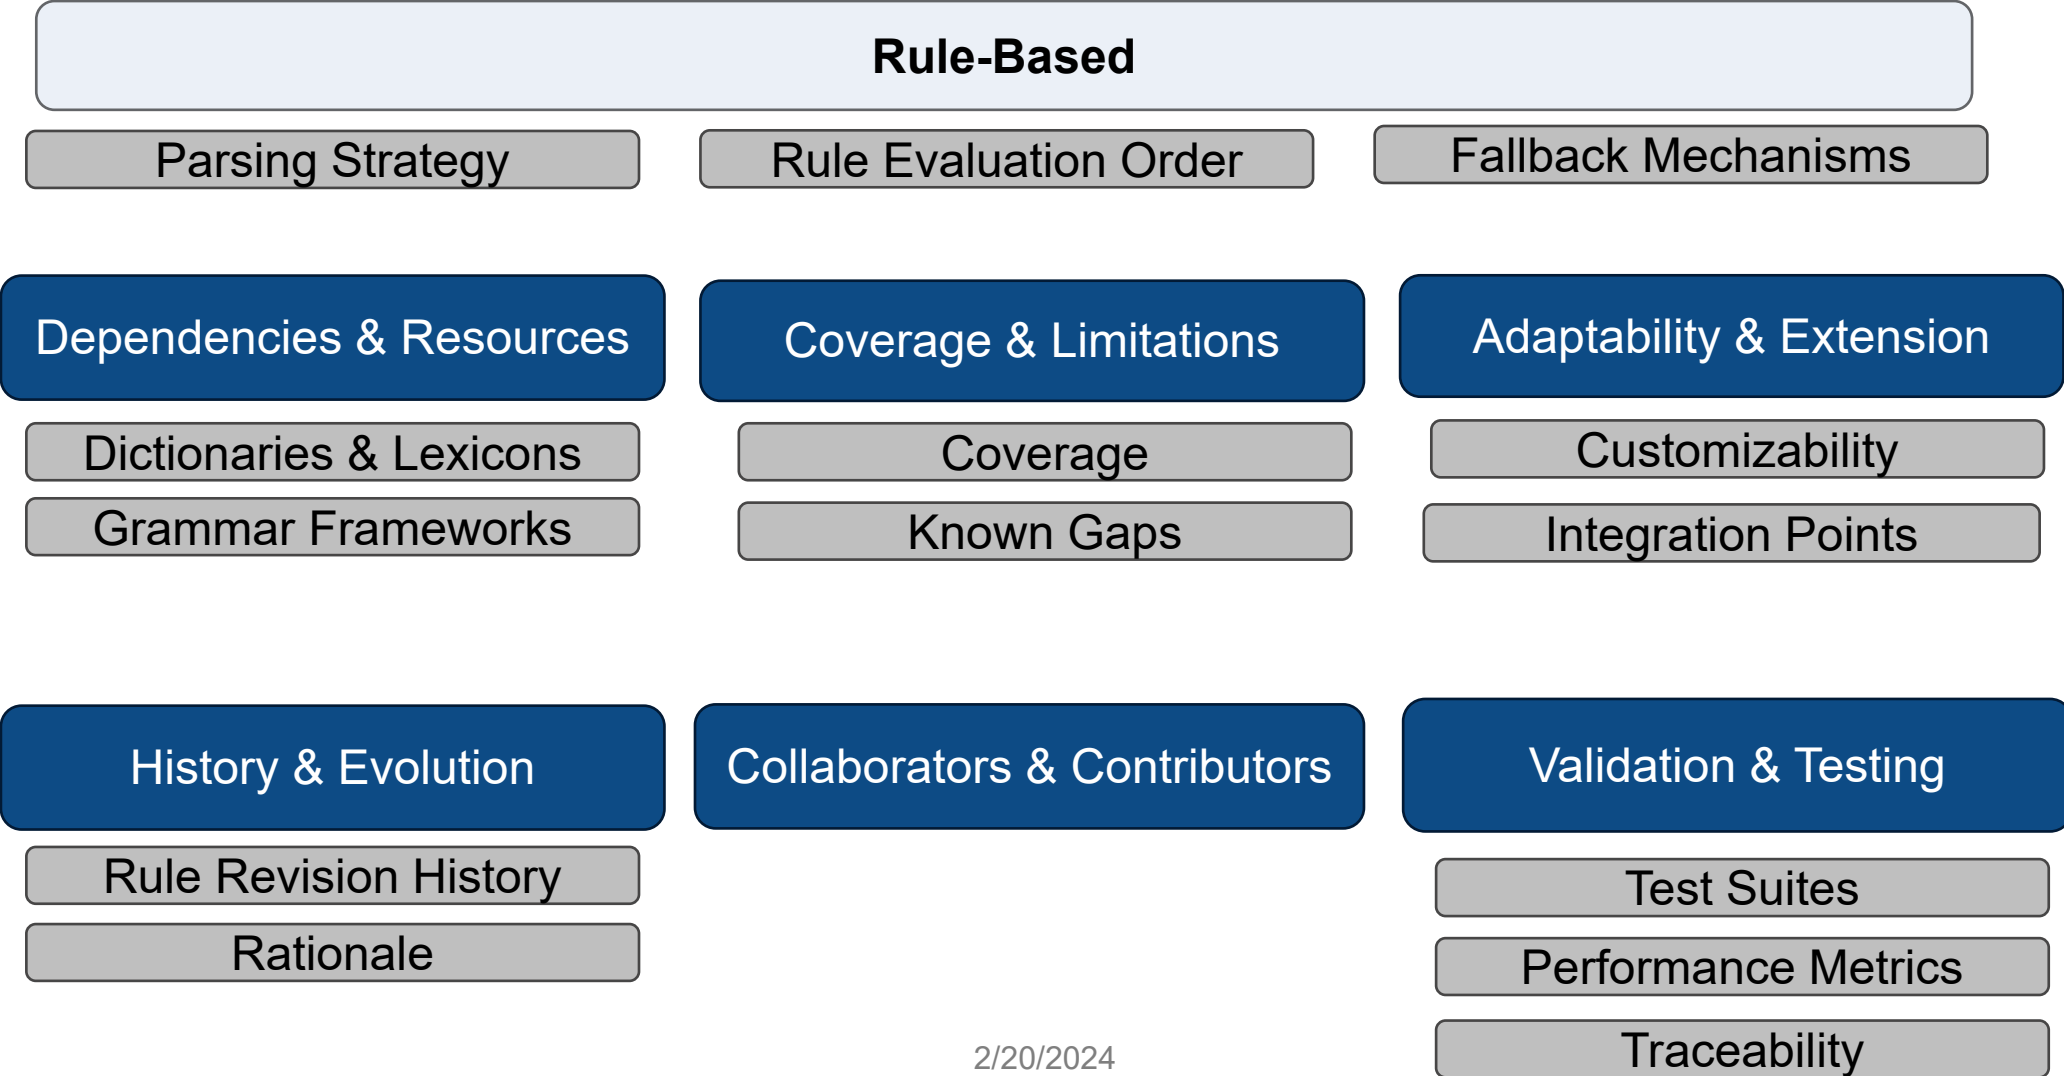 Rule-Based
Parsing Strategy
Rule Evaluation Order
Fallback Mechanisms
Dependencies & Resources
Coverage & Limitations
Adaptability & Extension
Dictionaries & Lexicons
Coverage
Customizability
Grammar Frameworks
Known Gaps
Integration Points
History & Evolution
Collaborators & Contributors
Validation & Testing
Rule Revision History
Test Suites
Rationale
Performance Metrics
Traceability
2/20/2024